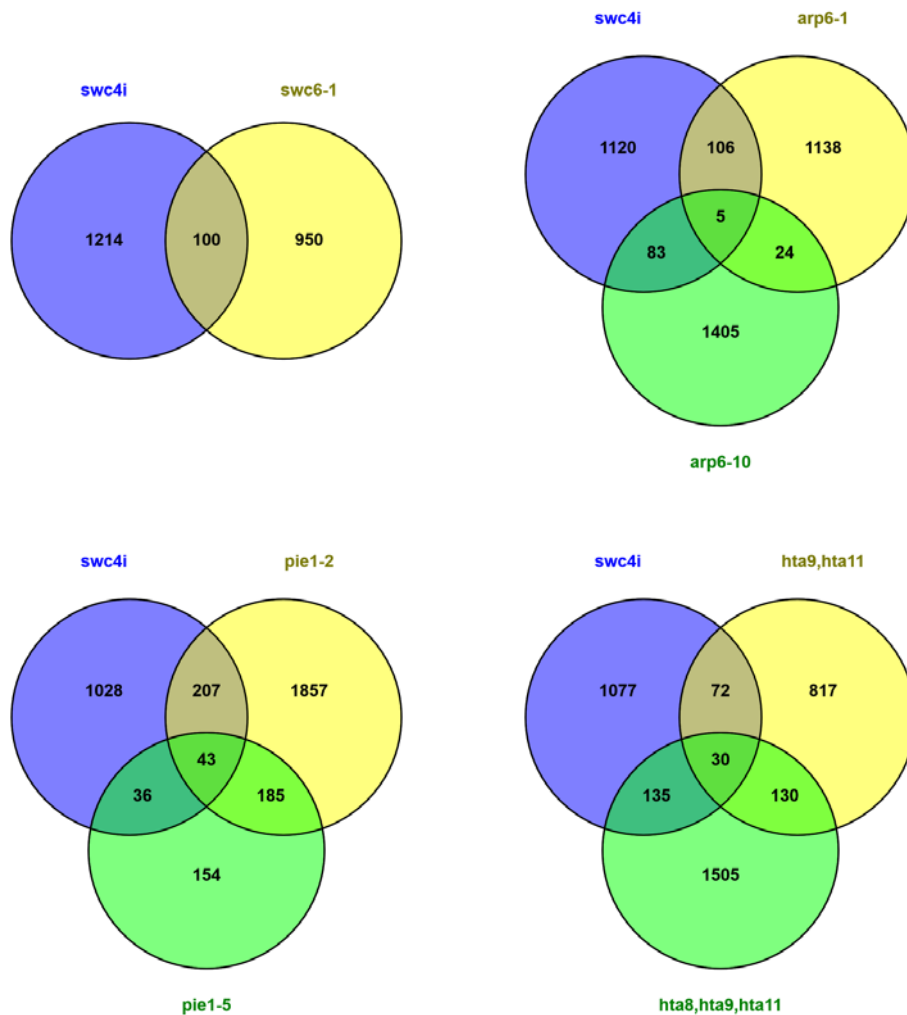 swc4i swc6-1
1214 100 950
swc4i arp6-1
1120 106 1138
5
83 24
1405
arp6-10
swc4i pie1-2
1028 207 1857
43
36 185
154
pie1-5
swc4i hta9,hta11
1077 72 817
30
135 130
1505
hta8,hta9,hta11